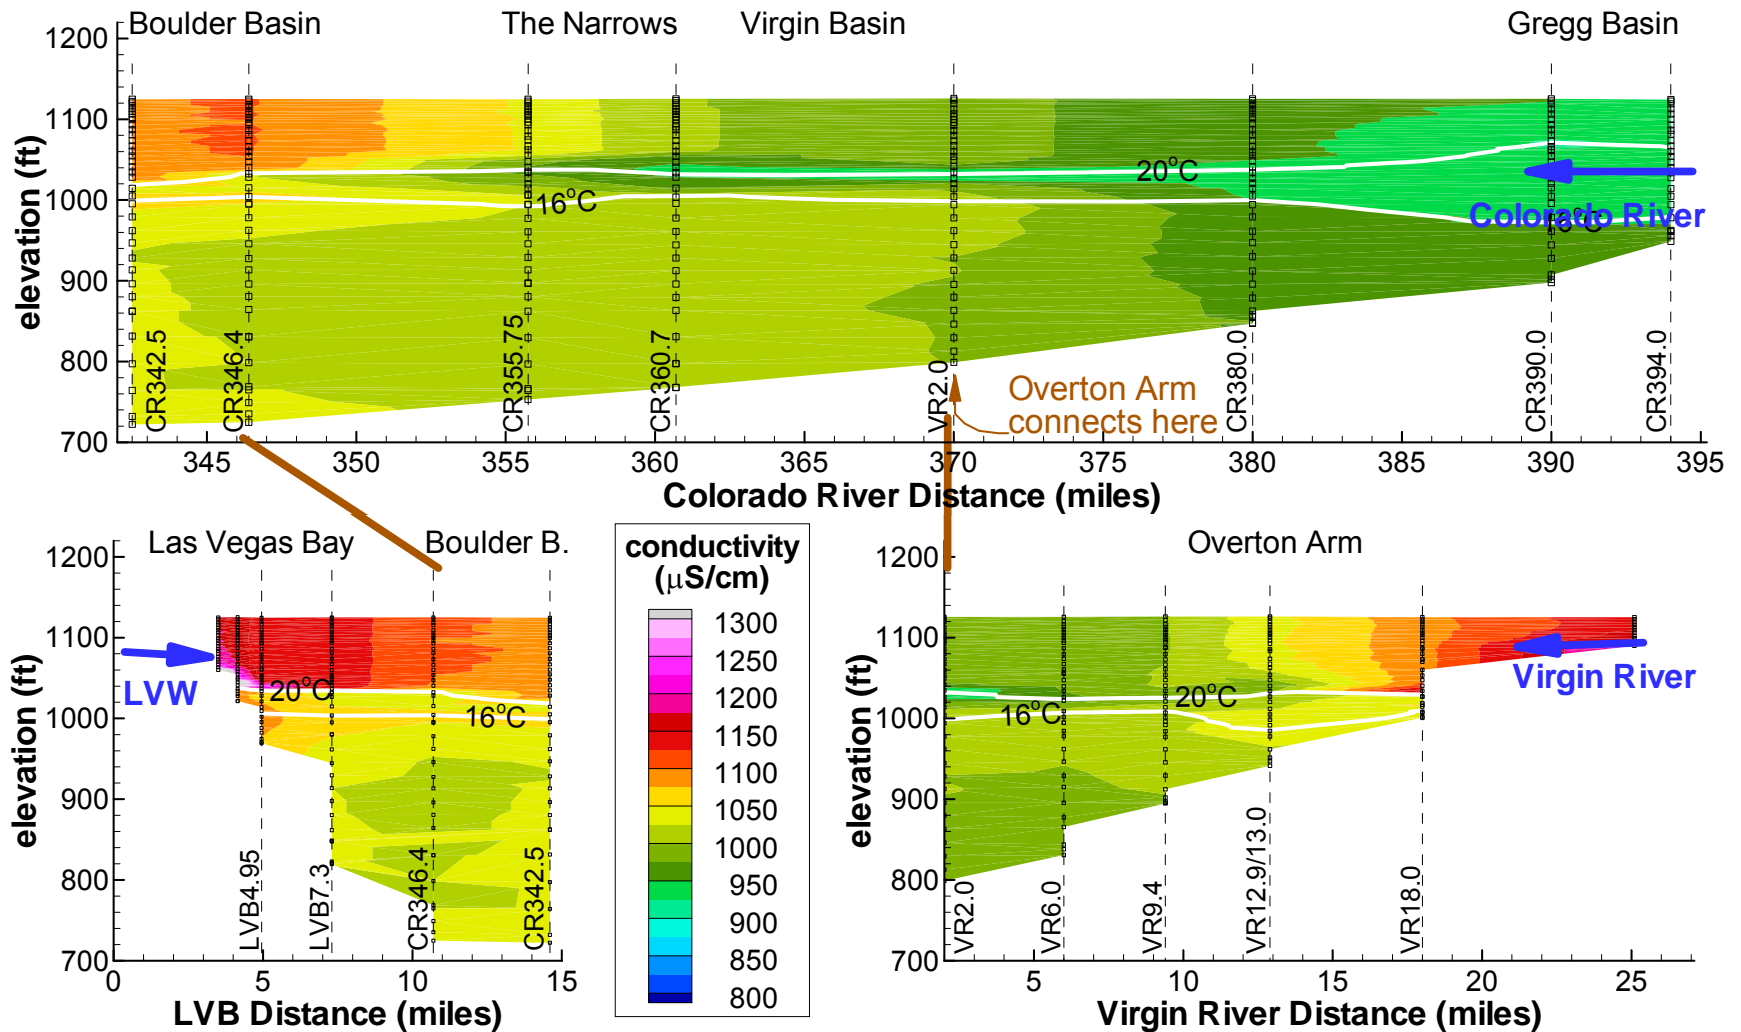 Boulder Basin The Narrows Virgin Basin Gregg Basin
1200
1100
1000
900
800
700
elevation (ft)
20°C
16°C
Colorado River
CR342.5
CR346.4
CR355.75
CR360.7
VR2.0
CR380.0
CR390.0
CR394.0
Overton Arm
connects here
345 350 355 360 365 370 375 380 385 390 395
Colorado River Distance (miles)
Las Vegas Bay Boulder B.
1200
1100
1000
900
800
700
elevation (ft)
LVW
20°C
16°C
LVB4.95
LVB7.3
CR346.4
CR342.5
0 5 10 15
LVB Distance (miles)
conductivity
(μS/cm)
1300
1250
1200
1150
1100
1050
1000
950
900
850
800
Overton Arm
1200
1100
1000
900
800
700
elevation (ft)
20°C
16°C
Virgin River
VR2.0
VR6.0
VR9.4
VR12.9/13.0
VR18.0
5 10 15 20 25
Virgin River Distance (miles)